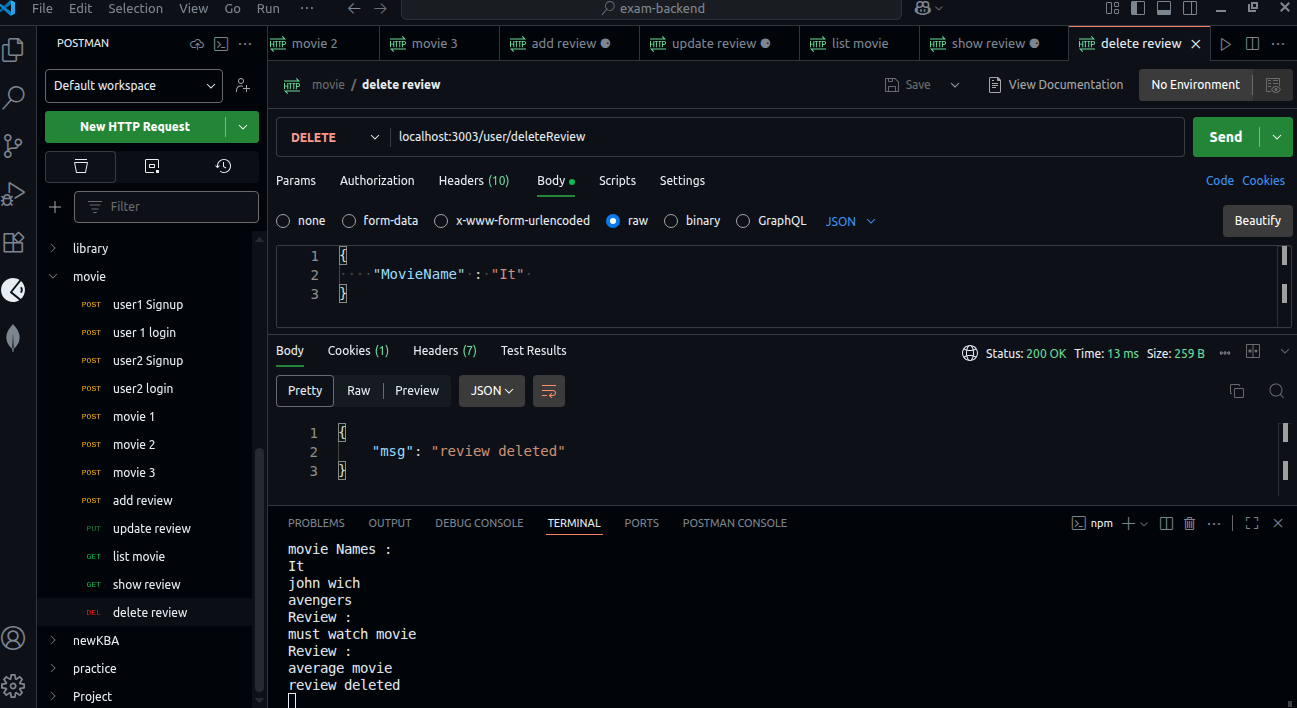 File Edit Selection View Go Run ··· exam-backend
POSTMAN
HTTP movie 2 HTTP movie 3 HTTP add review HTTP update review HTTP list movie HTTP show review HTTP delete review
Default workspace
HTTP movie / delete review Save View Documentation No Environment
New HTTP Request
DELETE localhost:3003/user/deleteReview Send
Params Authorization Headers (10) Body Scripts Settings Code Cookies
Filter
none form-data x-www-form-urlencoded raw binary GraphQL JSON Beautify
library
movie
POST user1 Signup
POST user 1 login
POST user2 Signup
POST user2 login
POST movie 1
POST movie 2
POST movie 3
POST add review
PUT update review
GET list movie
GET show review
DEL delete review
newKBA
practice
Project
1 {
2 "MovieName" : "It"
3 }
Body Cookies (1) Headers (7) Test Results Status: 200 OK Time: 13 ms Size: 259 B
Pretty Raw Preview JSON
1 {
2 "msg": "review deleted"
3 }
PROBLEMS OUTPUT DEBUG CONSOLE TERMINAL PORTS POSTMAN CONSOLE npm
movie Names :
It
john wich
avengers
Review :
must watch movie
Review :
average movie
review deleted